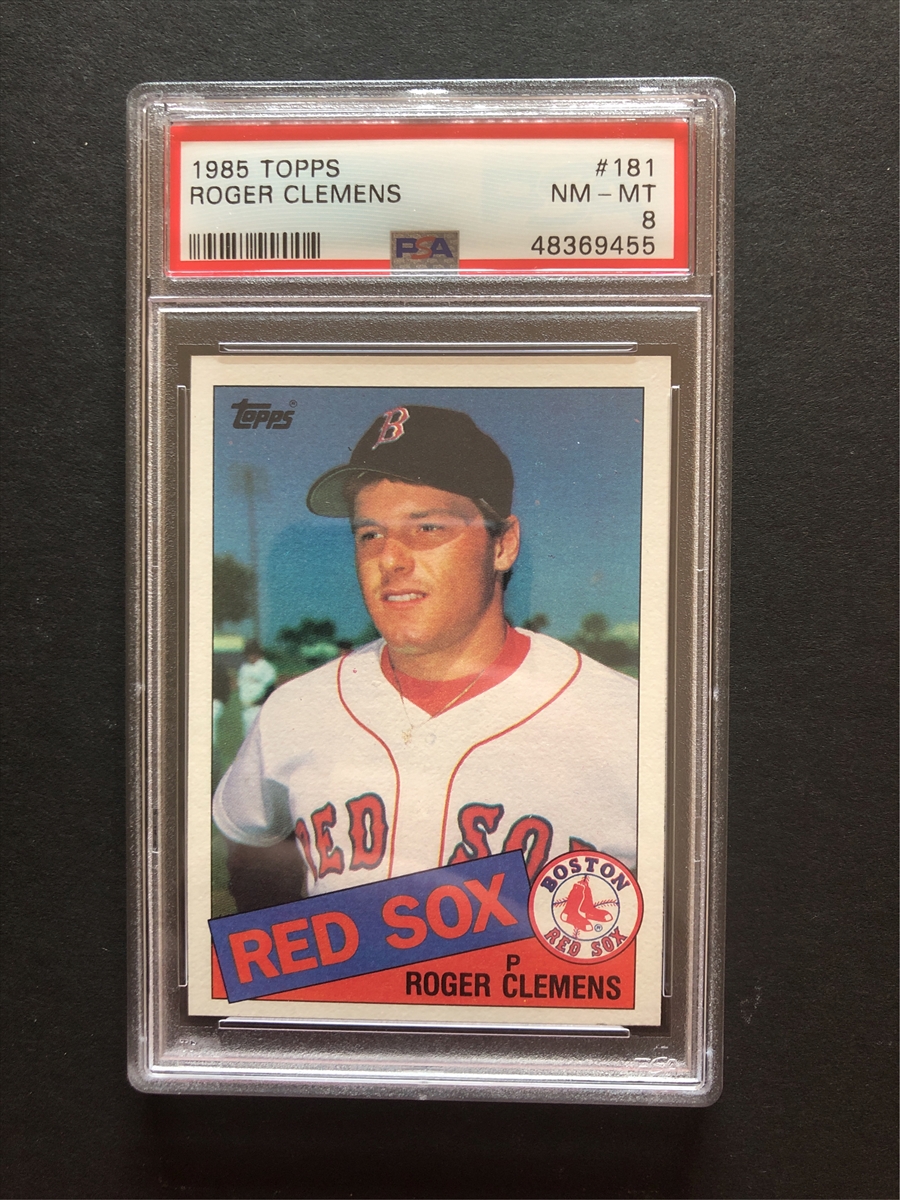 1985 TOPPS #181
ROGER CLEMENS NM - MT
8
PSA 48369455
Topps®
B
RED SO
RED SOX
BOSTON
RED SOX
®
P
ROGER CLEMENS